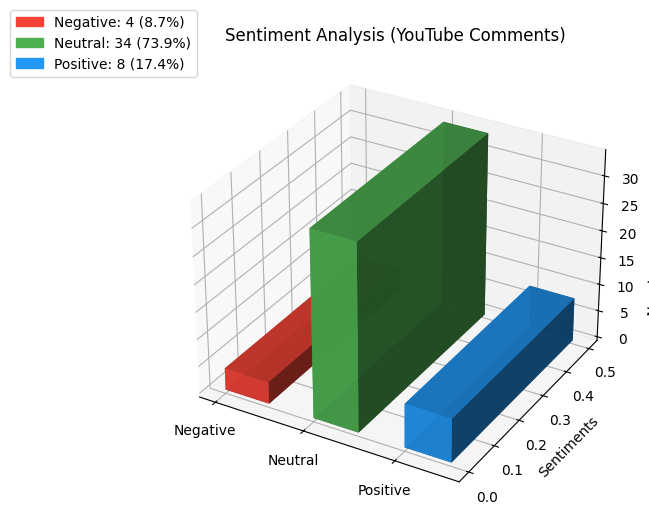 Negative: 4 (8.7%)
Neutral: 34 (73.9%)
Positive: 8 (17.4%)
Sentiment Analysis (YouTube Comments)
30
25
20
15
10
5
0
0.5
0.4
0.3
0.2
0.1
0.0
Sentiments
Negative
Neutral
Positive